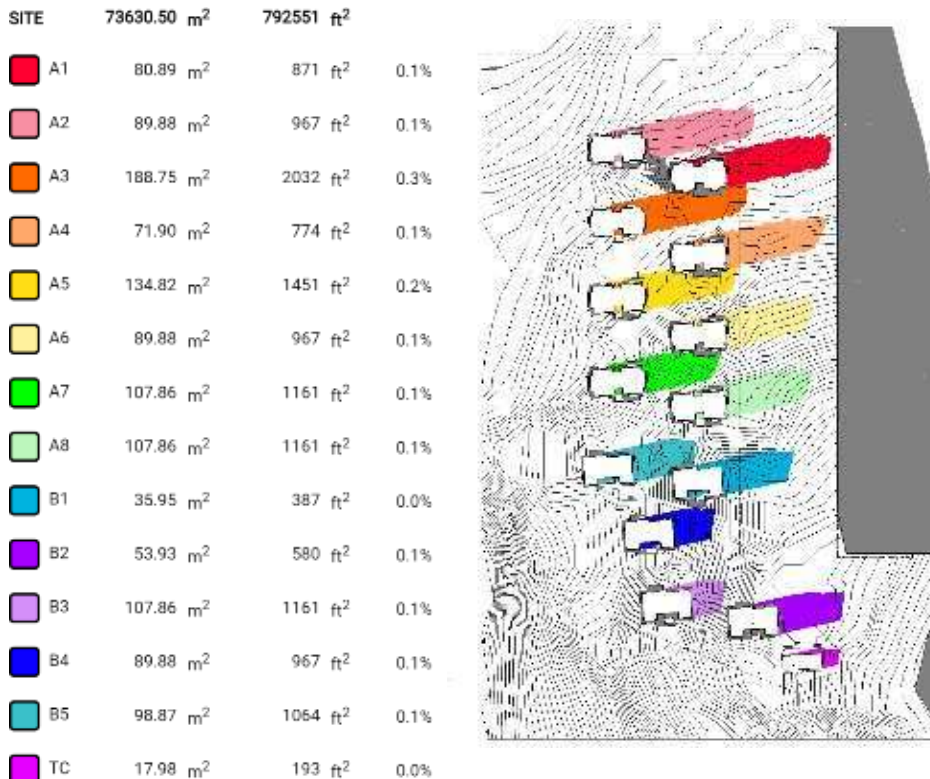 SITE 73630.50 m² 792551 ft²
A1 80.89 m² 871 ft² 0.1%
A2 89.88 m² 967 ft² 0.1%
A3 188.75 m² 2032 ft² 0.3%
A4 71.90 m² 774 ft² 0.1%
A5 134.82 m² 1451 ft² 0.2%
A6 89.88 m² 967 ft² 0.1%
A7 107.86 m² 1161 ft² 0.1%
A8 107.86 m² 1161 ft² 0.1%
B1 35.95 m² 387 ft² 0.0%
B2 53.93 m² 580 ft² 0.1%
B3 107.86 m² 1161 ft² 0.1%
B4 89.88 m² 967 ft² 0.1%
B5 98.87 m² 1064 ft² 0.1%
TC 17.98 m² 193 ft² 0.0%